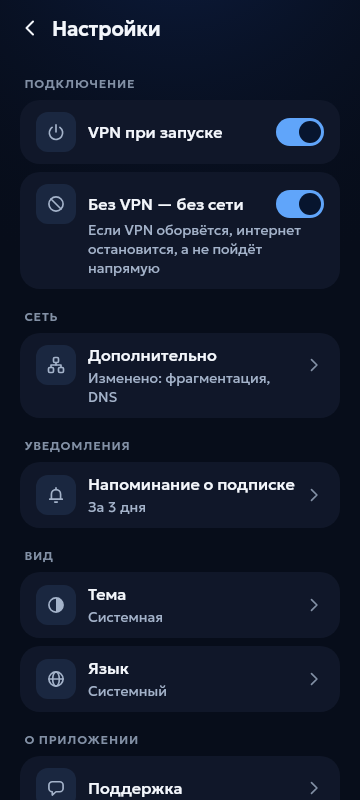 Настройки
ПОДКЛЮЧЕНИЕ
VPN при запуске
Без VPN — без сети
Если VPN оборвётся, интернет
остановится, а не пойдёт
напрямую
СЕТЬ
Дополнительно
Изменено: фрагментация,
DNS
УВЕДОМЛЕНИЯ
Напоминание о подписке
За 3 дня
ВИД
Тема
Системная
Язык
Системный
О ПРИЛОЖЕНИИ
Поддержка